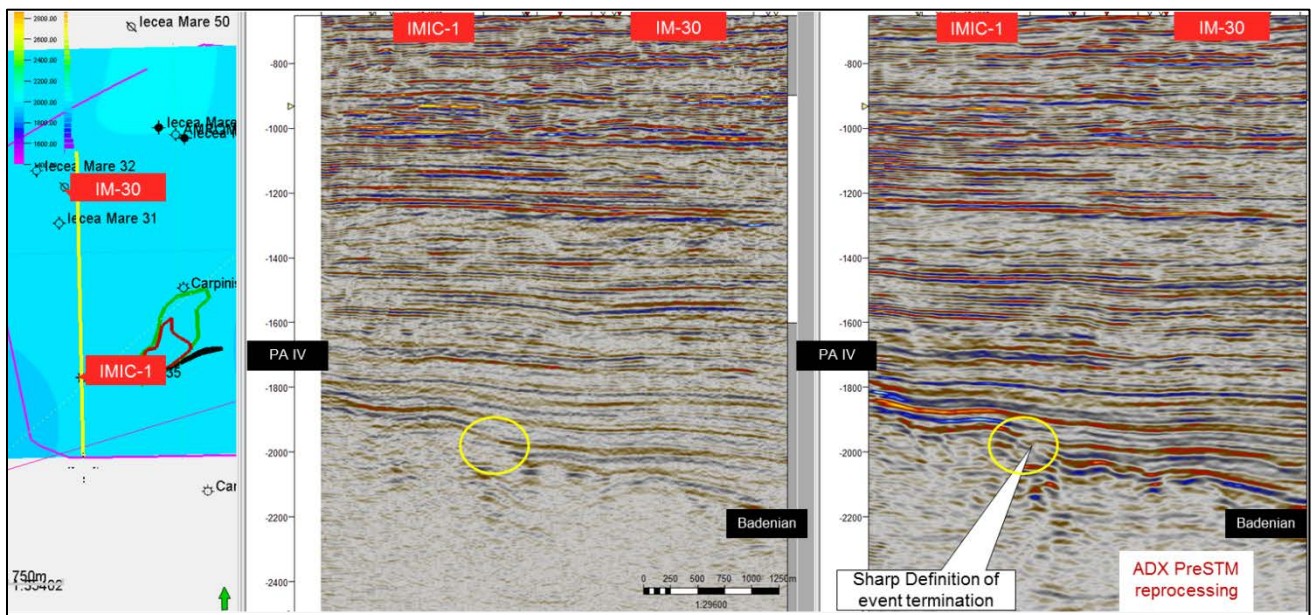 Iecea Mare 50
2800.00
2400.00
2000.00
1800.00
1600.00
Iecea Mare
Iecea Mare 32
IM-30
Iecea Mare 31
Carpinis
IMIC-1
35
Car
750m
IMIC-1
IM-30
-800
-1000
-1200
-1400
-1600
PA IV
-1800
-2000
-2200
-2400
Badenian
0 250 500 750 1000 1250m
1:29600
IMIC-1
IM-30
-800
-1000
-1200
-1400
-1600
PA IV
-1800
-2000
-2200
-2400
Badenian
Sharp Definition of
event termination
ADX PreSTM
reprocessing